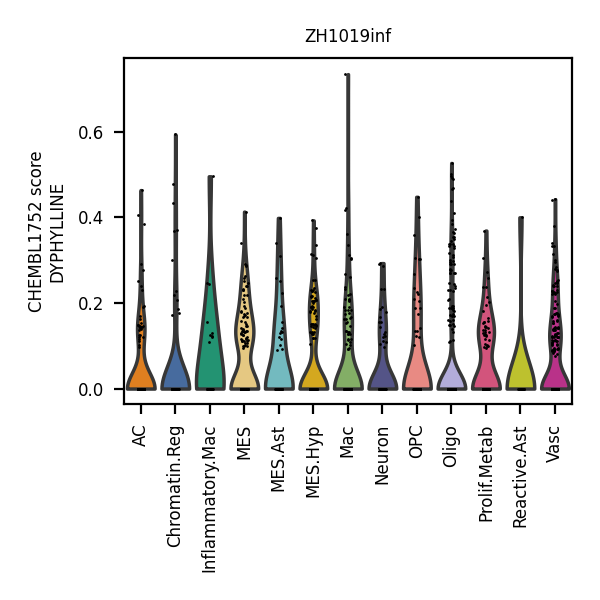 ZH1019inf
CHEMBL1752 score
DYPHYLLINE
0.6
0.4
0.2
0.0
AC
Chromatin.Reg
Inflammatory.Mac
MES
MES.Ast
MES.Hyp
Mac
Neuron
OPC
Oligo
Prolif.Metab
Reactive.Ast
Vasc